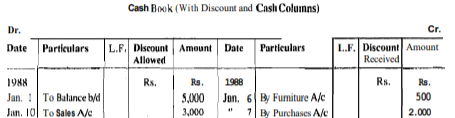 Cash Book (With Discount and Cash Columns)
Dr. Cr.
Date Particulars L.F. Discount Amount Date Particulars L.F. Discount Amount
Allowed Received
1988 Rs. Rs. 1988 Rs. Rs.
Jan. 1 To Balance b/d 5,000 Jan. 6 By Furniture A/c 500
Jan. 10 To Sales A/c 3,000 " 7 By Purchases A/c 2.000